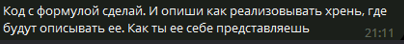 Код с формулой сделай. И опиши как реализовывать хрень, где
будут описывать ее. Как ты ее себе представляешь
21:11